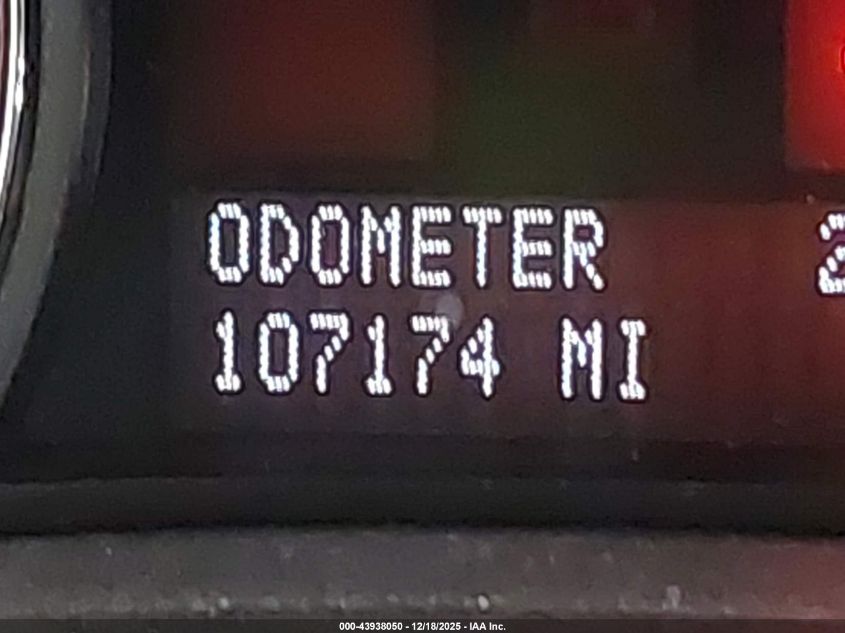 ODOMETER
107174 MI
000-43938050 - 12/18/2025 - IAA Inc.